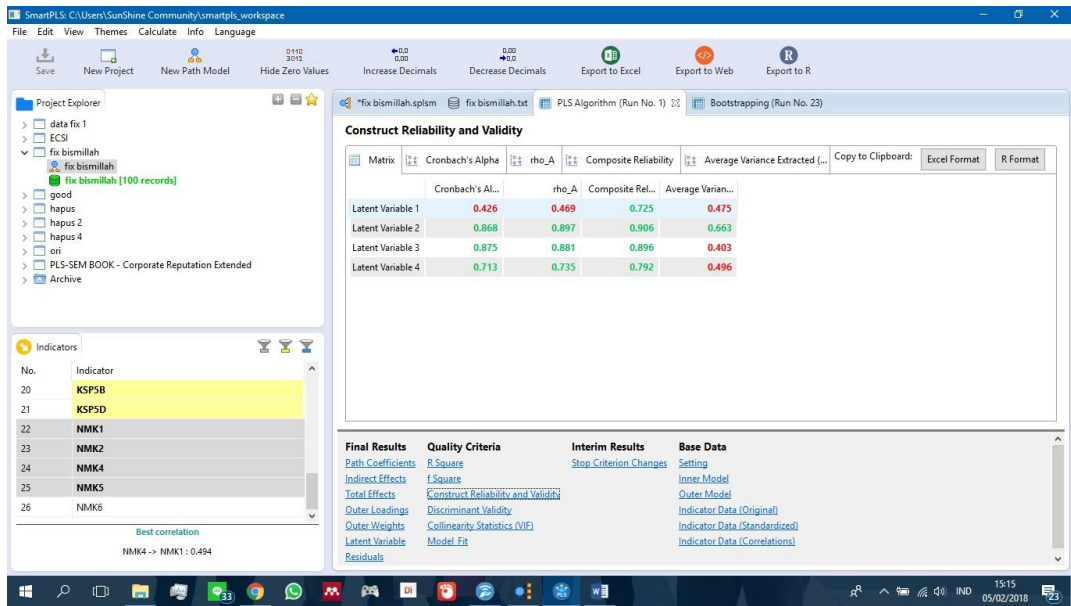 SmartPLS: C:\Users\SunShine Community\smartpls_workspace
File Edit View Themes Calculate Info Language
Save New Project New Path Model Hide Zero Values Increase Decimals Decrease Decimals Export to Excel Export to Web Export to R
Project Explorer
data fix 1
ECSI
fix bismillah
fix bismillah
fix bismillah [100 records]
good
hapus
hapus 2
hapus 4
ori
PLS-SEM BOOK - Corporate Reputation Extended
Archive
Indicators
No. Indicator
20 KSP5B
21 KSP5D
22 NMK1
23 NMK2
24 NMK4
25 NMK5
26 NMK6
Best correlation
NMK4 -> NMK1 : 0.494
*fix bismillah.splsm fix bismillah.txt PLS Algorithm (Run No. 1) Bootstrapping (Run No. 23)
Construct Reliability and Validity
Matrix Cronbach's Alpha rho_A Composite Reliability Average Variance Extracted (... Copy to Clipboard: Excel Format R Format
Cronbach's Al... rho_A Composite Rel... Average Varian...
Latent Variable 1 0.426 0.469 0.725 0.475
Latent Variable 2 0.868 0.897 0.906 0.663
Latent Variable 3 0.875 0.881 0.896 0.403
Latent Variable 4 0.713 0.735 0.792 0.496
Final Results Quality Criteria Interim Results Base Data
Path Coefficients R Square Stop Criterion Changes Setting
Indirect Effects f Square Inner Model
Total Effects Construct Reliability and Validity Outer Model
Outer Loadings Discriminant Validity Indicator Data (Original)
Outer Weights Collinearity Statistics (VIF) Indicator Data (Standardized)
Latent Variable Model Fit Indicator Data (Correlations)
Residuals
33 IND 15:15
05/02/2018 23